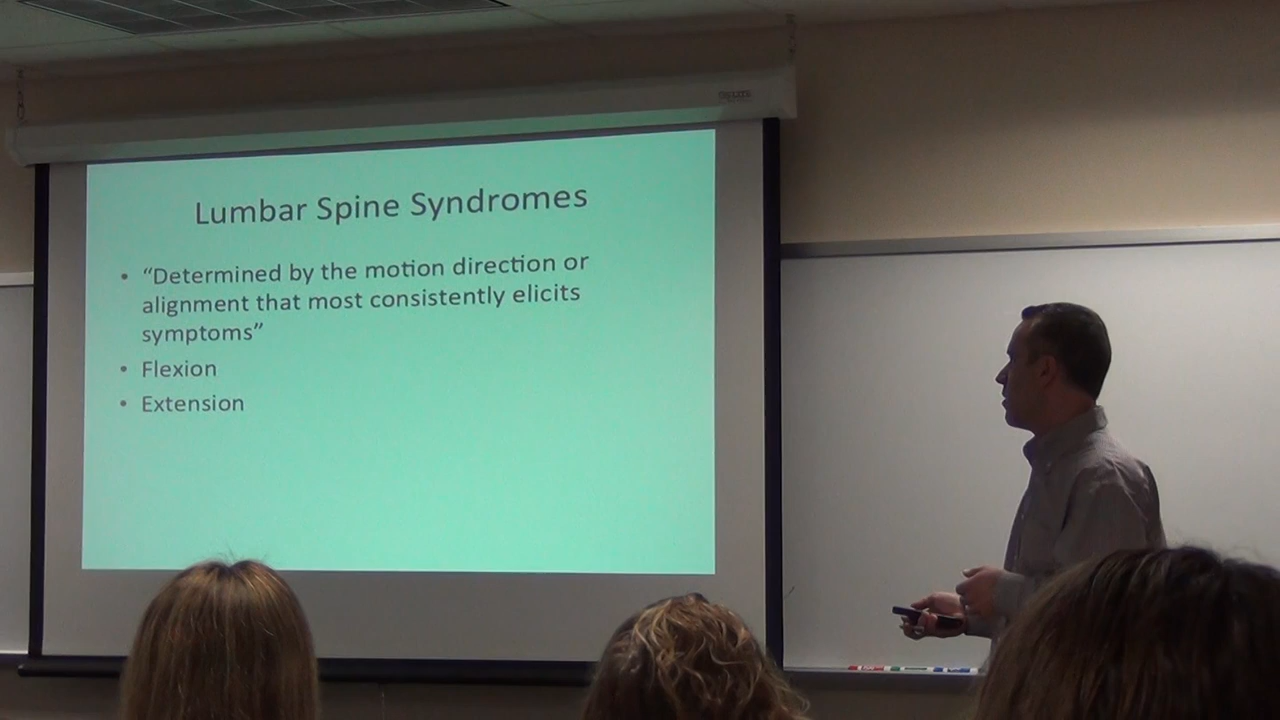 Lumbar Spine Syndromes
• “Determined by the motion direction or
alignment that most consistently elicits
symptoms”
• Flexion
• Extension